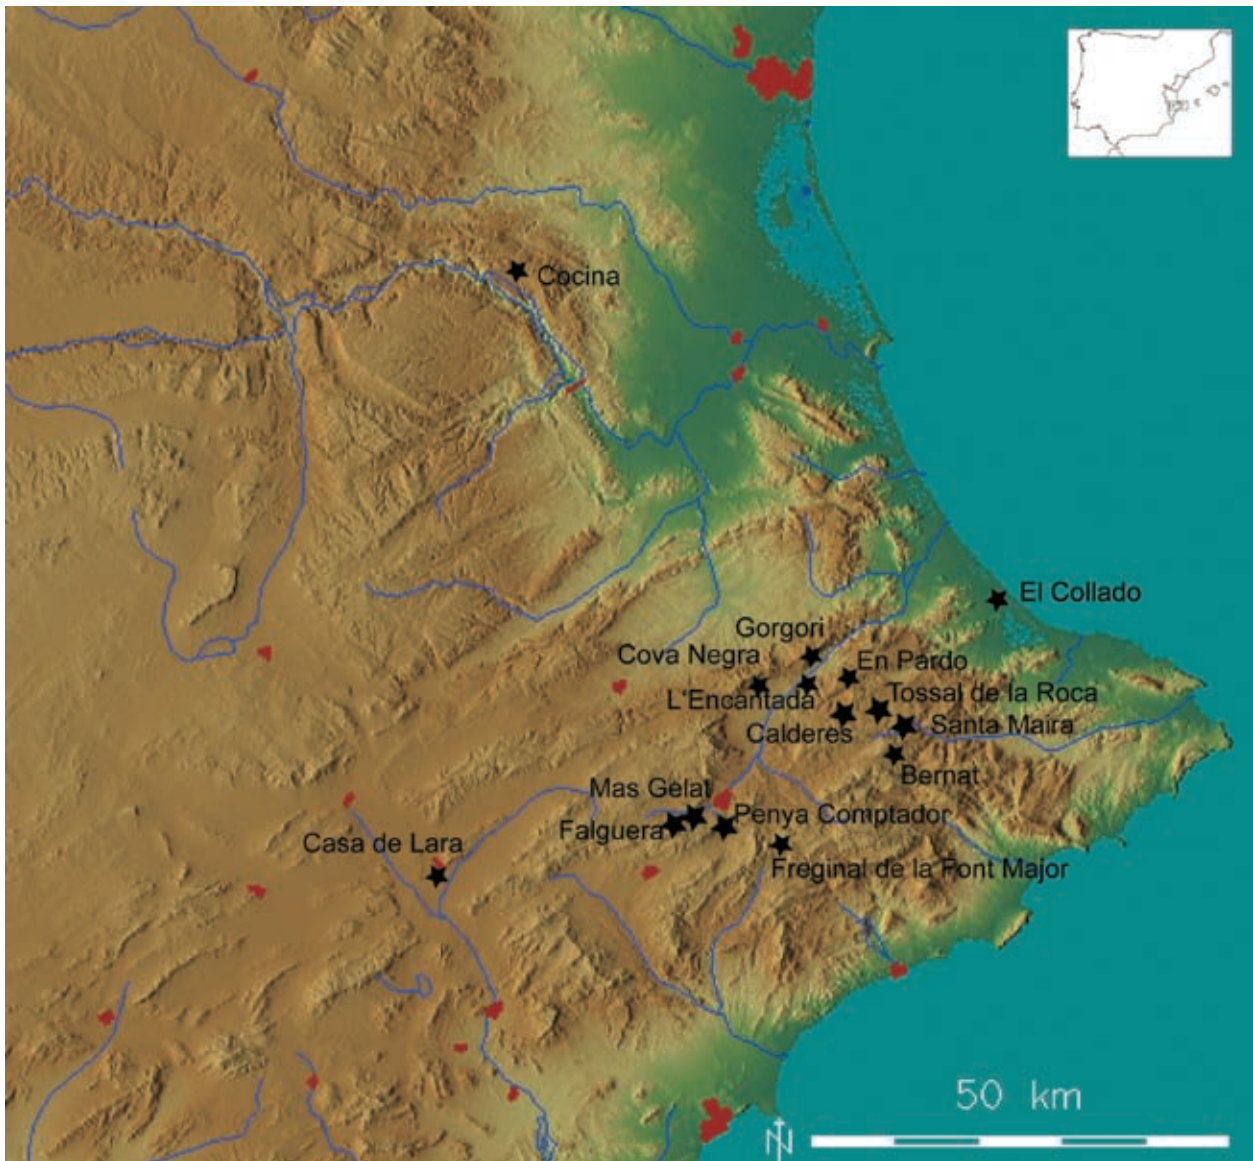 Cocina
El Collado
Gorgori
Cova Negra
En Pardo
L'Encantada
Tossal de la Roca
Calderes
Santa Maira
Bernat
Mas Gelat
Penya Comptador
Falguera
Casa de Lara
Freginal de la Font Major
50 km
N